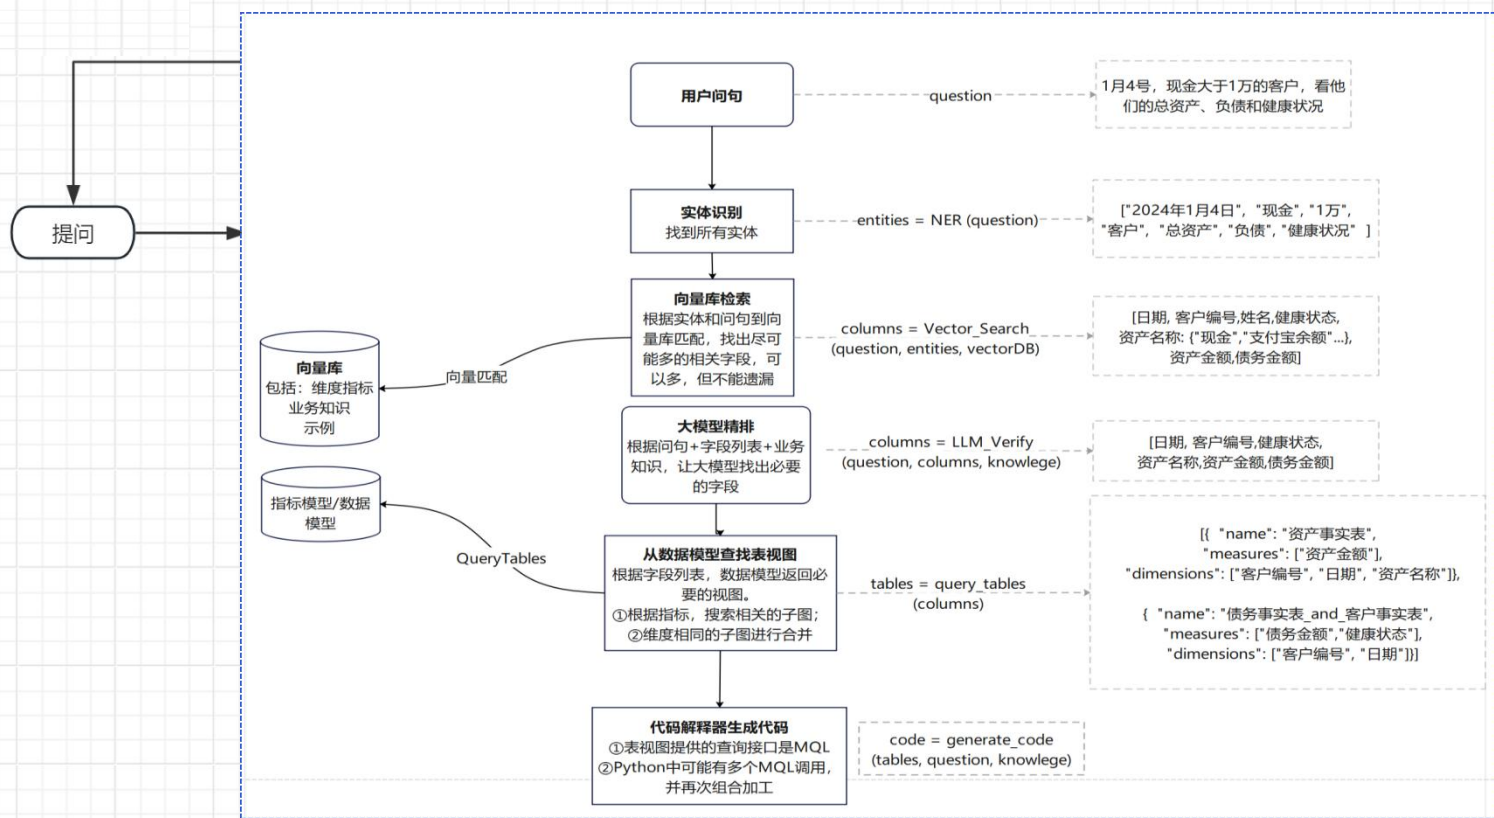 提问
用户问句
question
1月4号，现金大于1万的客户，看他
们的总资产、负债和健康状况
实体识别
找到所有实体
entities = NER (question)
["2024年1月4日", "现金", "1万",
"客户", "总资产", "负债", "健康状况" ]
向量库检索
根据实体和问句到向
量库匹配，找出尽可
能多的相关字段，可
以多，但不能遗漏
columns = Vector_Search
(question, entities, vectorDB)
[日期, 客户编号,姓名,健康状态,
资产名称: {"现金","支付宝余额"...},
资产金额,债务金额]
向量匹配
向量库
包括：维度指标
业务知识
示例
大模型精排
根据问句+字段列表+业务
知识，让大模型找出必要
的字段
columns = LLM_Verify
(question, columns, knowlege)
[日期, 客户编号,健康状态,
资产名称,资产金额,债务金额]
指标模型/数据
模型
QueryTables
从数据模型查找表视图
根据字段列表，数据模型返回必
要的视图。
①根据指标，搜索相关的子图；
②维度相同的子图进行合并
tables = query_tables
(columns)
[{ "name": "资产事实表",
"measures": ["资产金额"],
"dimensions": ["客户编号", "日期", "资产名称"]},
{ "name": "债务事实表_and_客户事实表",
"measures": ["债务金额","健康状态"],
"dimensions": ["客户编号", "日期"]}]
代码解释器生成代码
①表视图提供的查询接口是MQL
②Python中可能有多个MQL调用，
并再次组合加工
code = generate_code
(tables, question, knowlege)